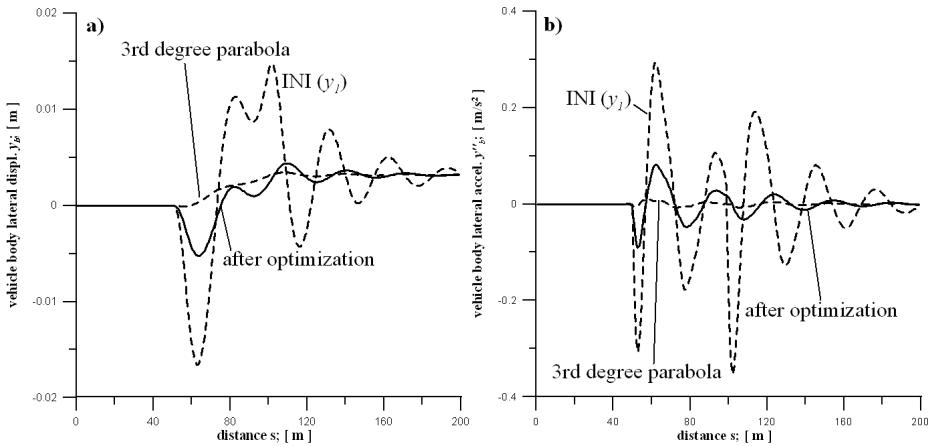 a)
3rd degree parabola
INI (y1)
after optimization
vehicle body lateral displ. yb; [ m ]
0.02
0.01
0
-0.01
-0.02
0
40
80
120
160
200
distance s; [ m ]
b)
INI (y1)
3rd degree parabola
after optimization
vehicle body lateral accel. y''b; [ m/s2 ]
0.4
0.2
0
-0.2
-0.4
0
40
80
120
160
200
distance s; [ m ]